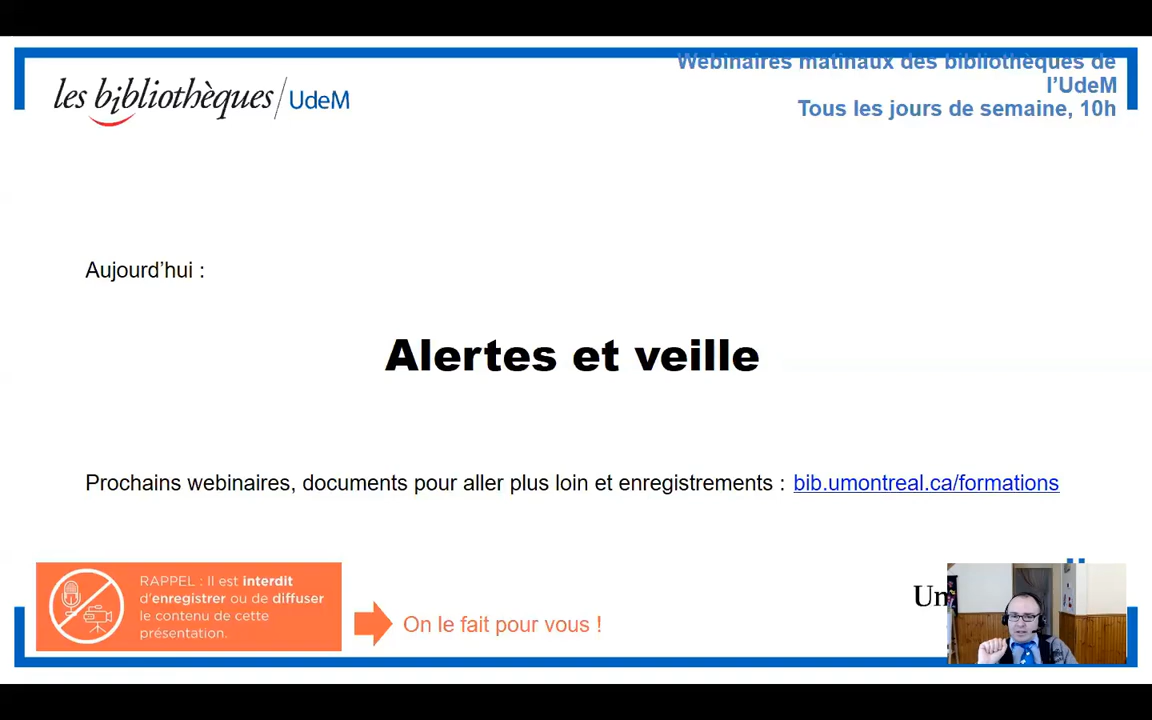 Webinaires matinaux des bibliothèques de
l'UdeM
Tous les jours de semaine, 10h
les bibliothèques/UdeM
Aujourd'hui :
Alertes et veille
Prochains webinaires, documents pour aller plus loin et enregistrements : bib.umontreal.ca/formations
RAPPEL : Il est interdit
d'enregistrer ou de diffuser
le contenu de cette
présentation.
On le fait pour vous !